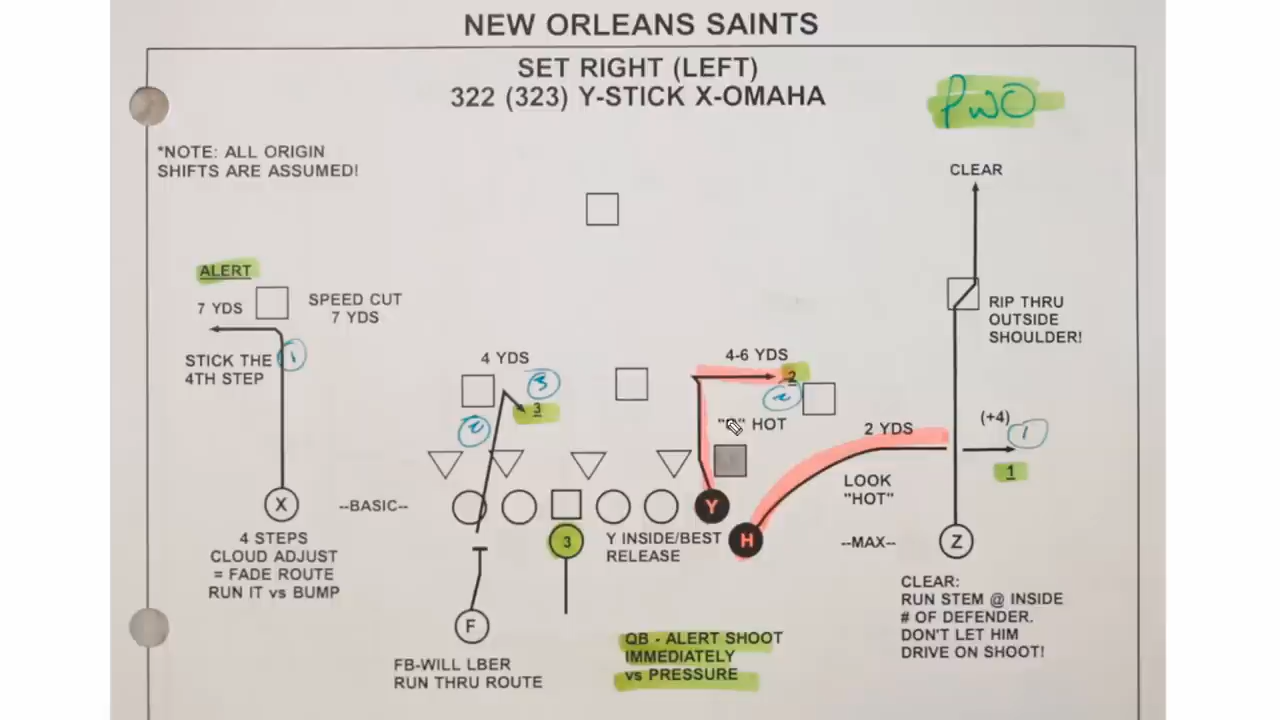 NEW ORLEANS SAINTS
SET RIGHT (LEFT)
322 (323) Y-STICK X-OMAHA
PWO
*NOTE: ALL ORIGIN
SHIFTS ARE ASSUMED!
CLEAR
ALERT
7 YDS
SPEED CUT
7 YDS
RIP THRU
OUTSIDE
SHOULDER!
STICK THE
4TH STEP
1
4 YDS
3
3
2
4-6 YDS
2
2
HOT
2 YDS
(+4)
1
1
LOOK
"HOT"
X
--BASIC--
Y
H
3
Y INSIDE/BEST
RELEASE
--MAX--
Z
4 STEPS
CLOUD ADJUST
= FADE ROUTE
RUN IT vs BUMP
F
FB-WILL LBER
RUN THRU ROUTE
QB - ALERT SHOOT
IMMEDIATELY
vs PRESSURE
CLEAR:
RUN STEM @ INSIDE
# OF DEFENDER.
DON'T LET HIM
DRIVE ON SHOOT!